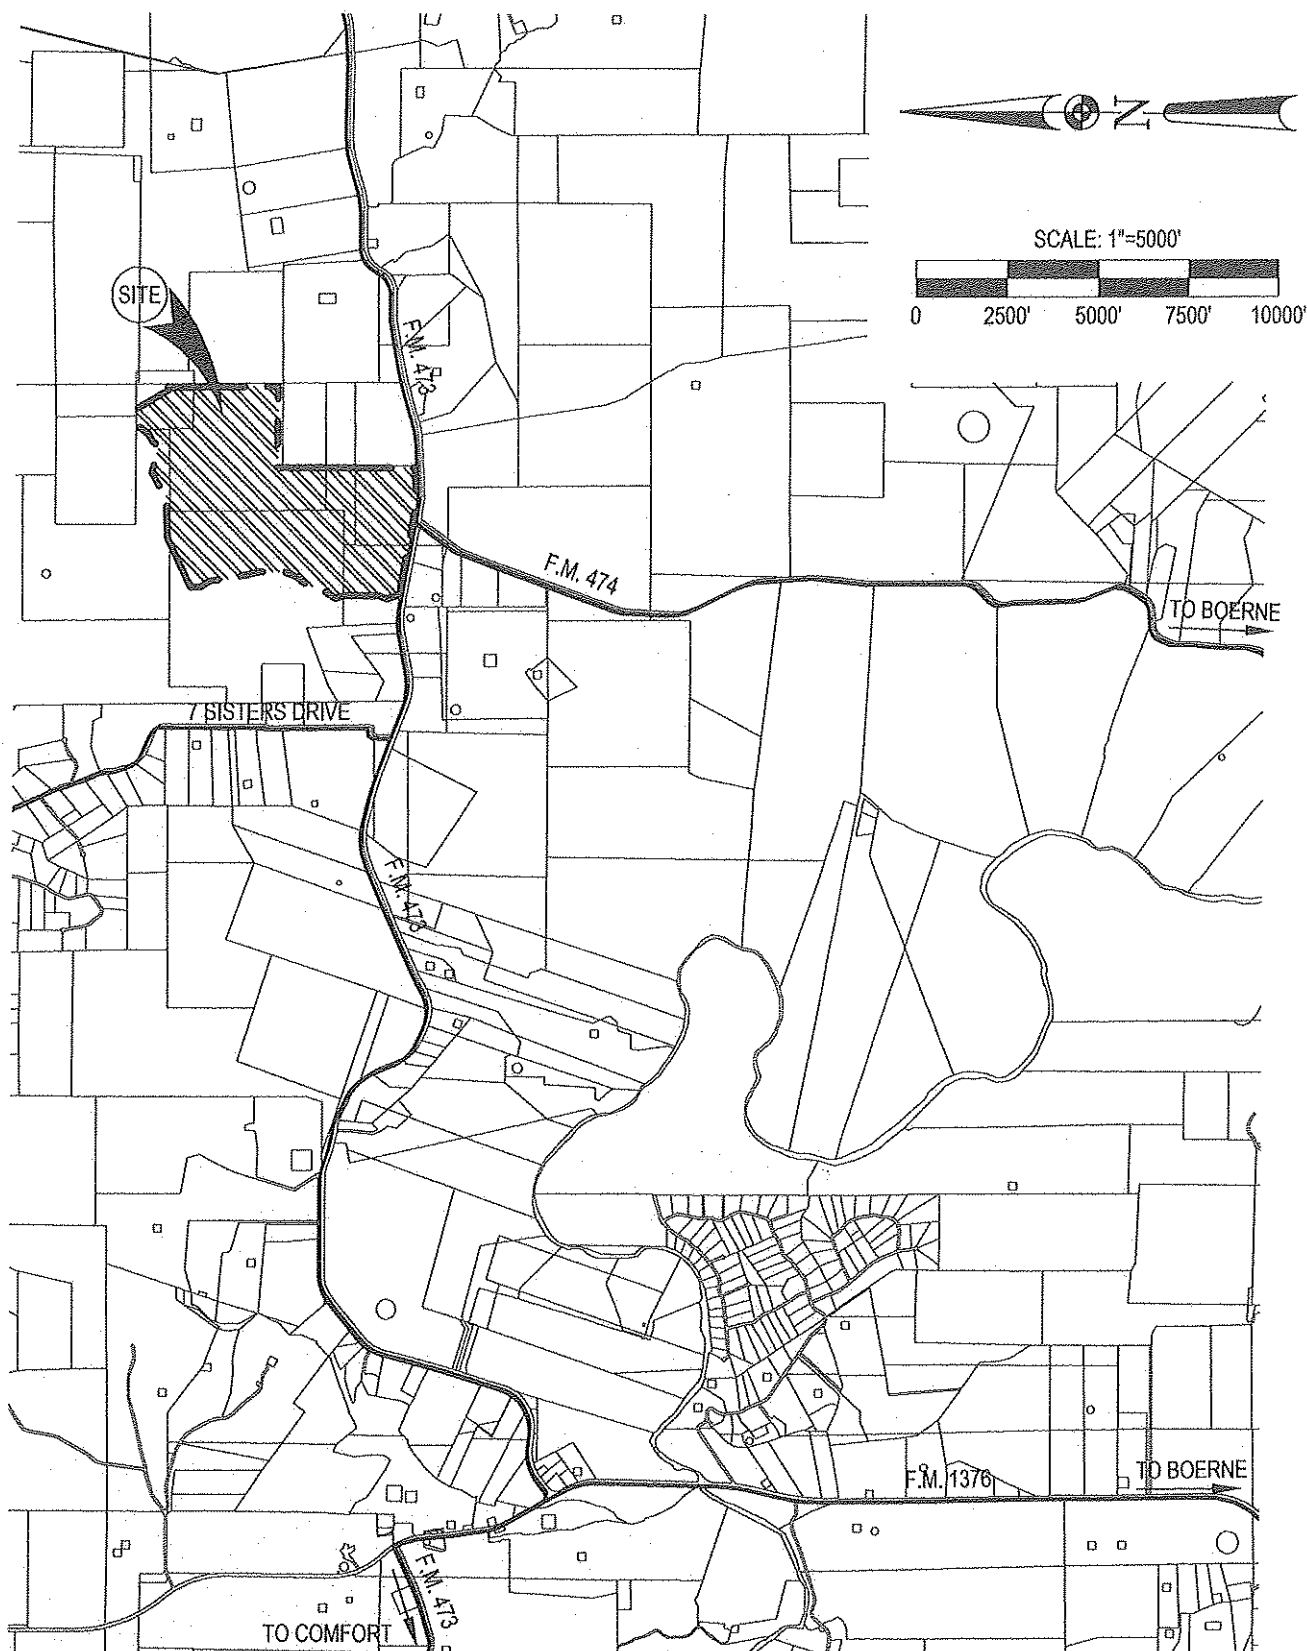 N
SCALE: 1"=5000'
0 2500' 5000' 7500' 10000'
SITE
F.M. 473
F.M. 474
TO BOERNE
7 SISTERS DRIVE
F.M. 473
F.M. 1376
TO BOERNE
F.M. 473
TO COMFORT